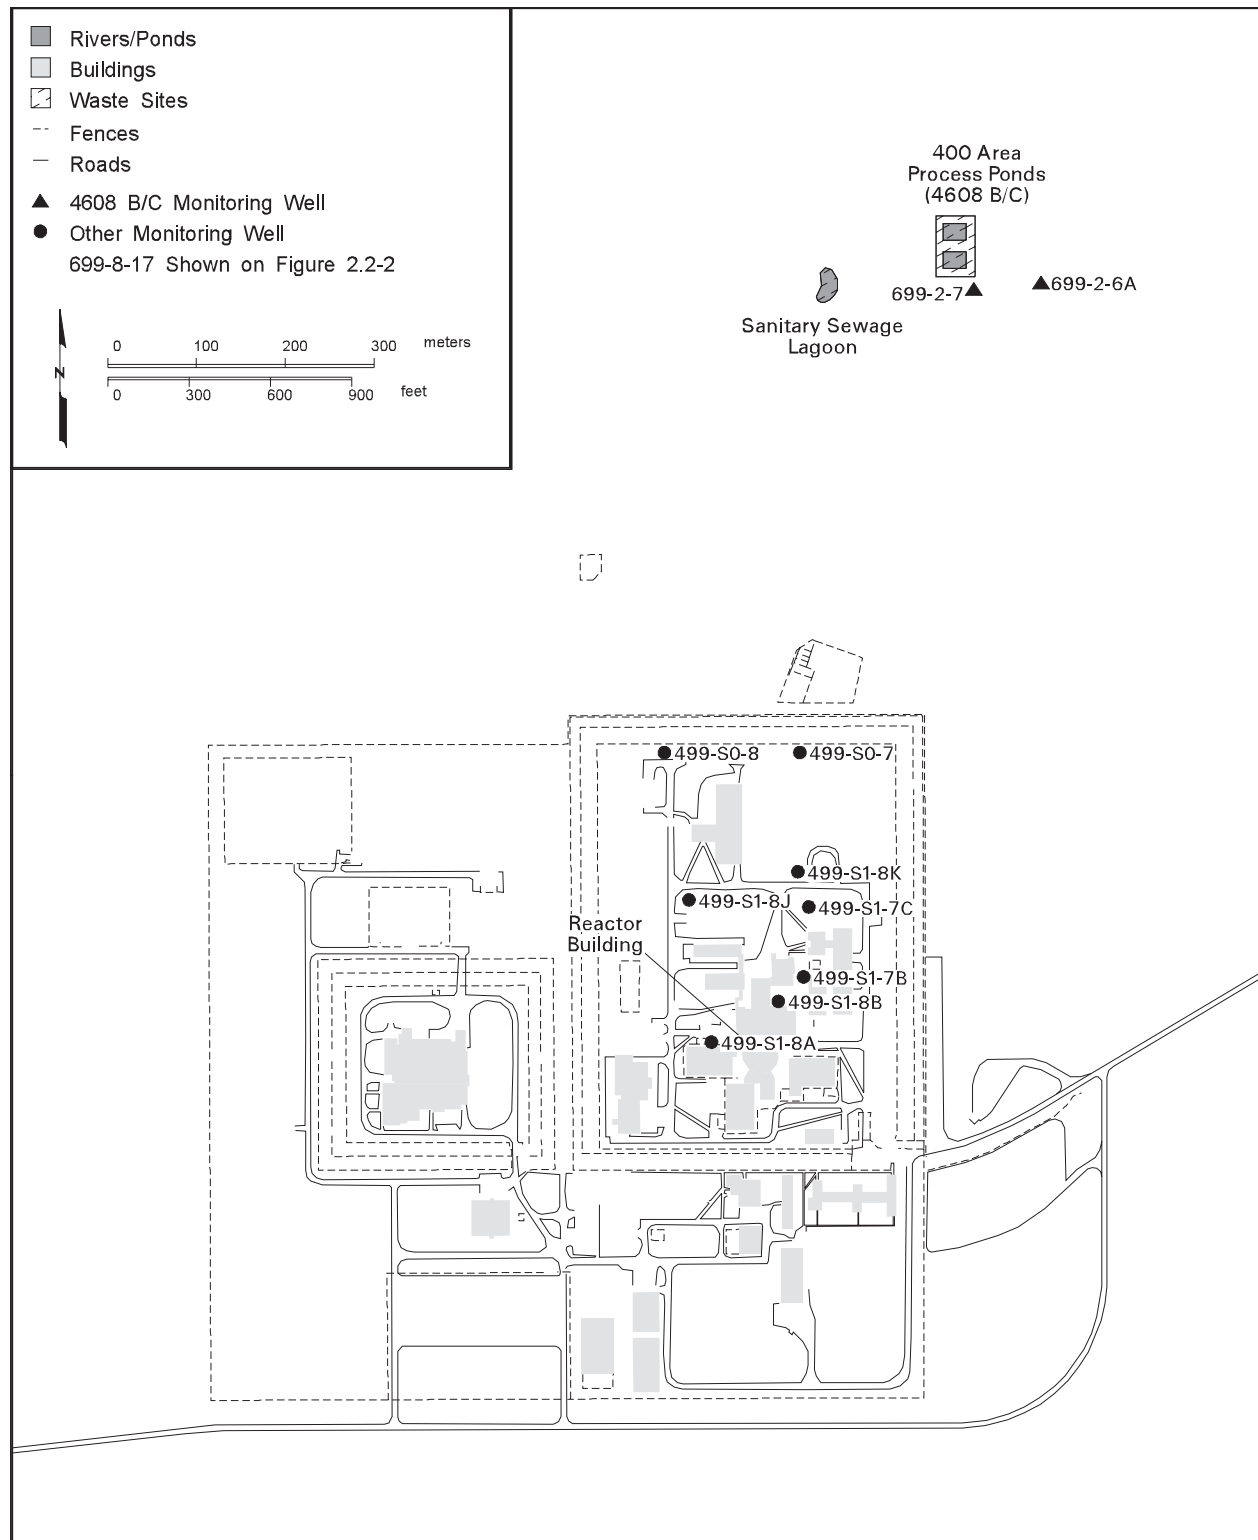 Rivers/Ponds
Buildings
Waste Sites
Fences
Roads
4608 B/C Monitoring Well
Other Monitoring Well
699-8-17 Shown on Figure 2.2-2
N
0 100 200 300 meters
0 300 600 900 feet
400 Area
Process Ponds
(4608 B/C)
699-2-7
699-2-6A
Sanitary Sewage
Lagoon
499-S0-8
499-S0-7
499-S1-8K
499-S1-8J
499-S1-7C
Reactor
Building
499-S1-7B
499-S1-8B
499-S1-8A